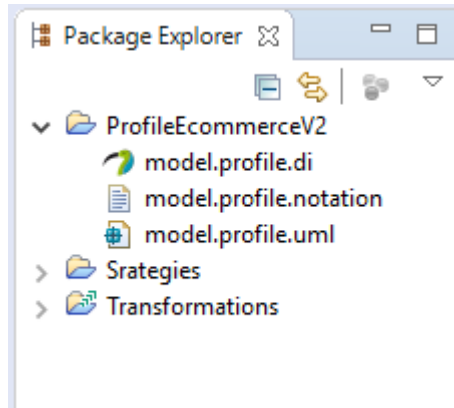 Package Explorer
ProfileEcommerceV2
model.profile.di
model.profile.notation
model.profile.uml
Srategies
Transformations